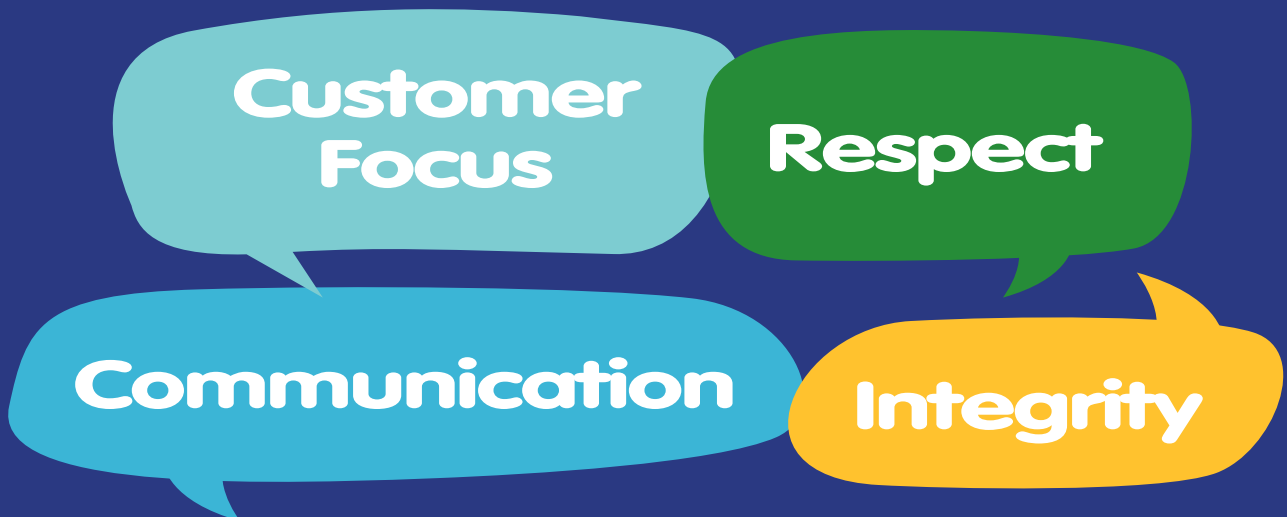 Customer
Focus
Respect
Communication
Integrity